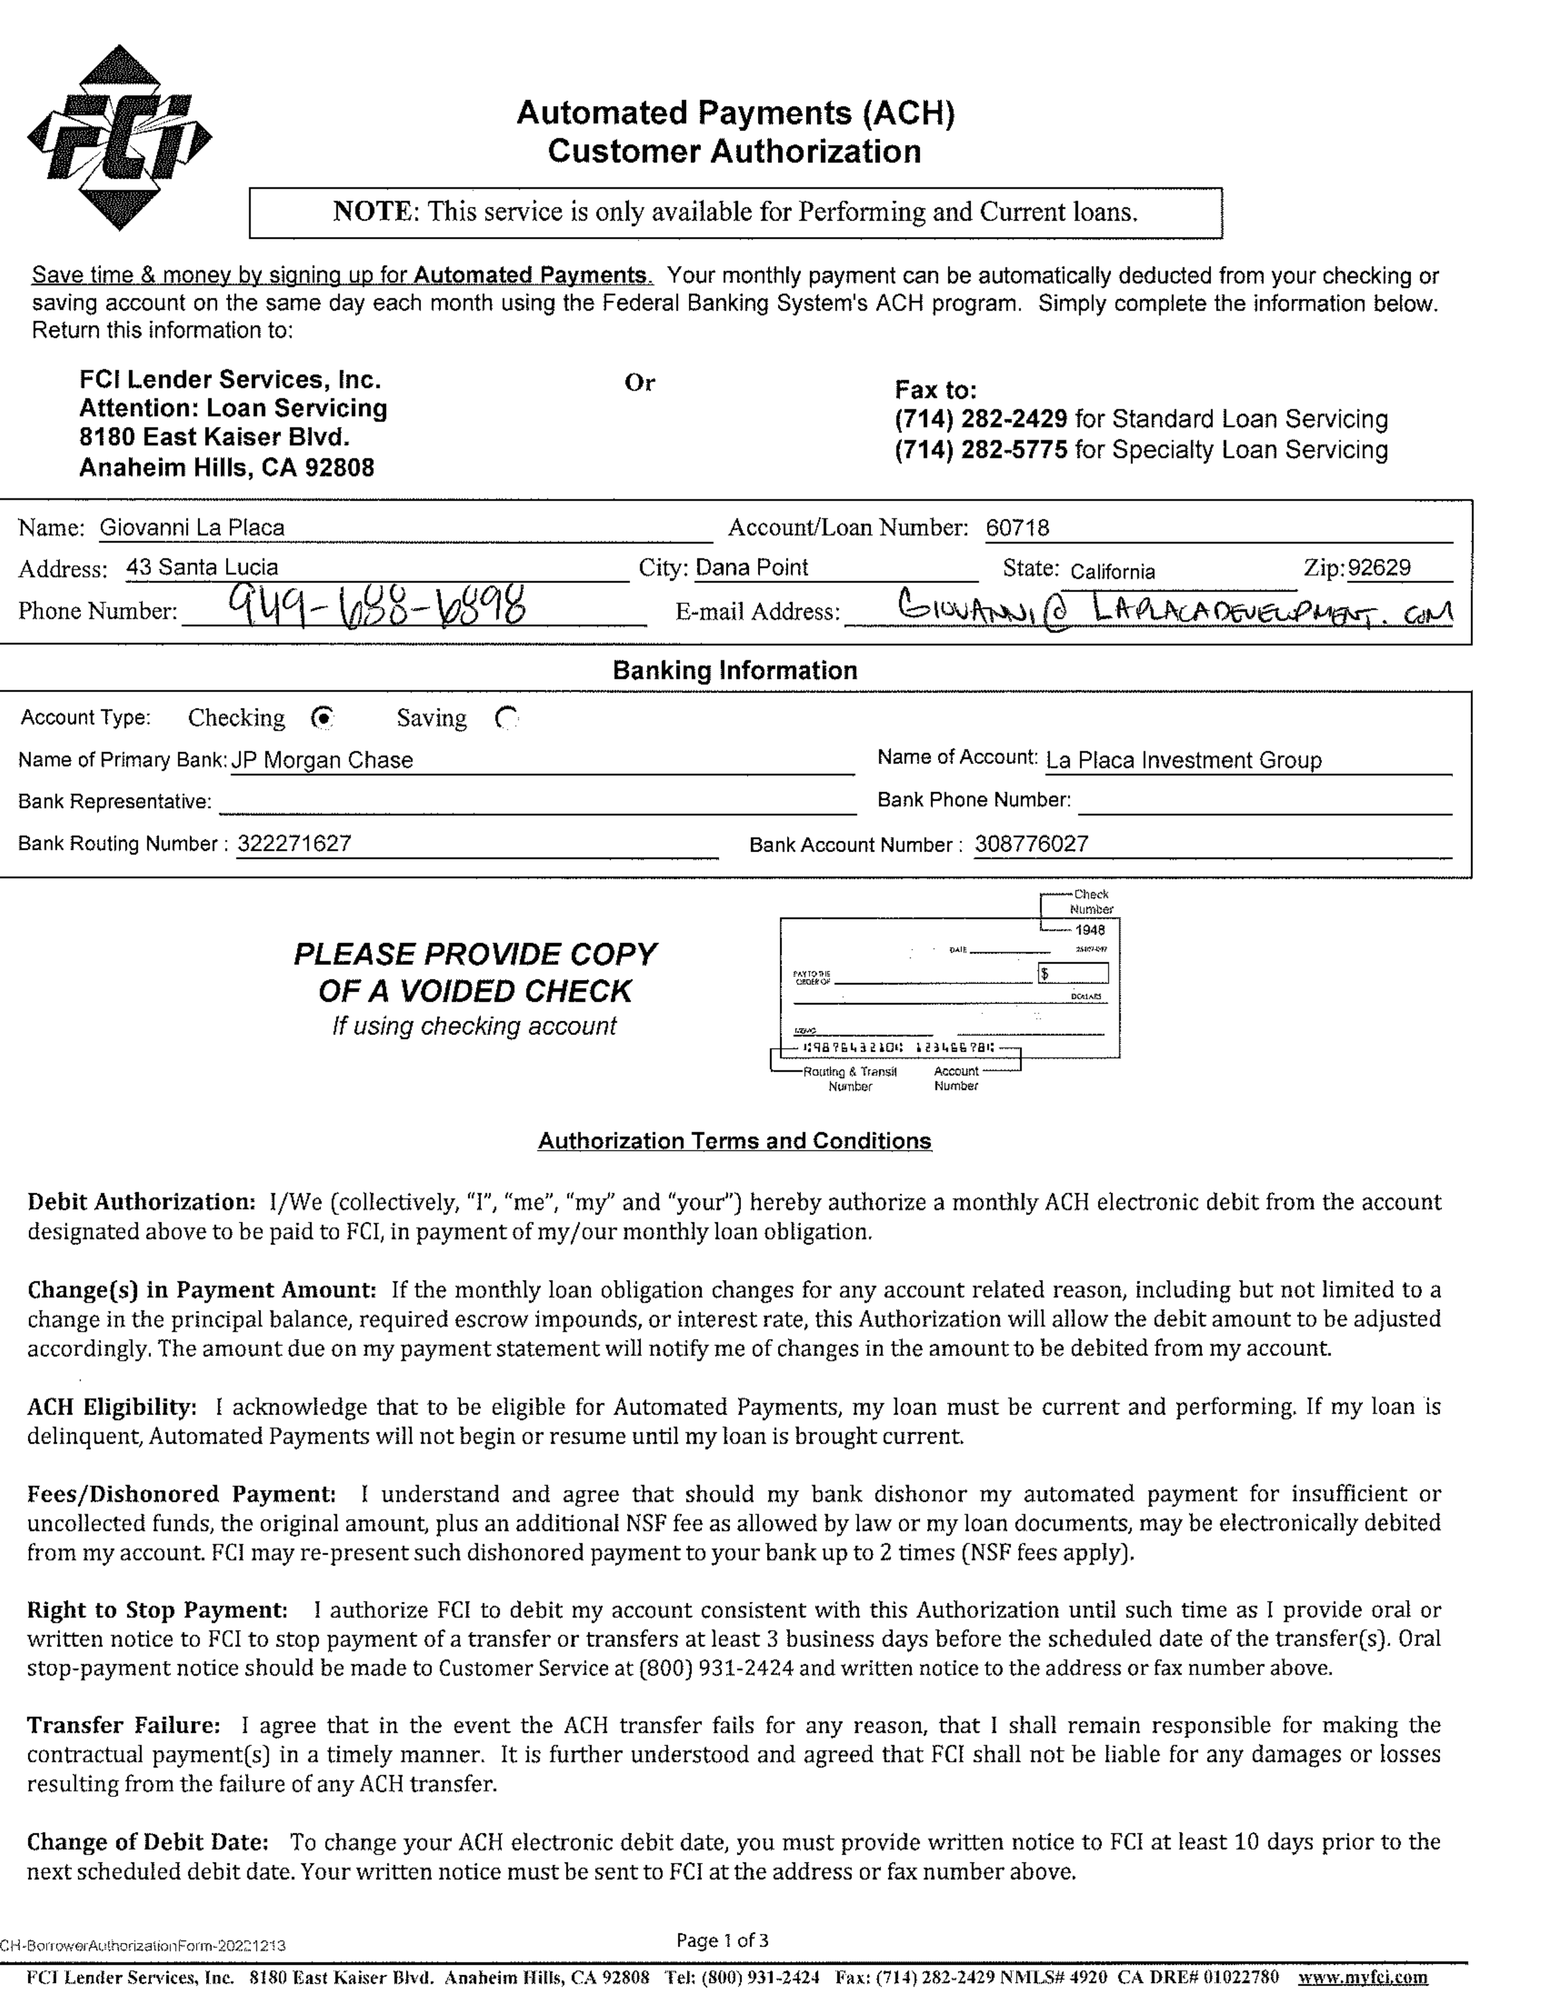 FCI
Automated Payments (ACH)
Customer Authorization
NOTE: This service is only available for Performing and Current loans.
Save time & money by signing up for Automated Payments. Your monthly payment can be automatically deducted from your checking or
saving account on the same day each month using the Federal Banking System's ACH program. Simply complete the information below.
Return this information to:
FCI Lender Services, Inc.
Attention: Loan Servicing
8180 East Kaiser Blvd.
Anaheim Hills, CA 92808
Or
Fax to:
(714) 282-2429 for Standard Loan Servicing
(714) 282-5775 for Specialty Loan Servicing
Name: Giovanni La Placa Account/Loan Number: 60718
Address: 43 Santa Lucia City: Dana Point State: California Zip: 92629
Phone Number: 949-688-6898 E-mail Address: GIOVANNI@LAPLACADEVELOPMENT.COM
Banking Information
Account Type: Checking Saving
Name of Primary Bank: JP Morgan Chase Name of Account: La Placa Investment Group
Bank Representative: Bank Phone Number:
Bank Routing Number : 322271627 Bank Account Number : 308776027
PLEASE PROVIDE COPY
OF A VOIDED CHECK
If using checking account
Check
Number
1948
DATE
PAY TO THE
ORDER OF
$
DOLLARS
MEMO
Routing & Transit
Number
Account
Number
Authorization Terms and Conditions
Debit Authorization: I/We (collectively, “I”, “me”, “my” and “your”) hereby authorize a monthly ACH electronic debit from the account
designated above to be paid to FCI, in payment of my/our monthly loan obligation.
Change(s) in Payment Amount: If the monthly loan obligation changes for any account related reason, including but not limited to a
change in the principal balance, required escrow impounds, or interest rate, this Authorization will allow the debit amount to be adjusted
accordingly. The amount due on my payment statement will notify me of changes in the amount to be debited from my account.
ACH Eligibility: I acknowledge that to be eligible for Automated Payments, my loan must be current and performing. If my loan is
delinquent, Automated Payments will not begin or resume until my loan is brought current.
Fees/Dishonored Payment: I understand and agree that should my bank dishonor my automated payment for insufficient or
uncollected funds, the original amount, plus an additional NSF fee as allowed by law or my loan documents, may be electronically debited
from my account. FCI may re-present such dishonored payment to your bank up to 2 times (NSF fees apply).
Right to Stop Payment: I authorize FCI to debit my account consistent with this Authorization until such time as I provide oral or
written notice to FCI to stop payment of a transfer or transfers at least 3 business days before the scheduled date of the transfer(s). Oral
stop-payment notice should be made to Customer Service at (800) 931-2424 and written notice to the address or fax number above.
Transfer Failure: I agree that in the event the ACH transfer fails for any reason, that I shall remain responsible for making the
contractual payment(s) in a timely manner. It is further understood and agreed that FCI shall not be liable for any damages or losses
resulting from the failure of any ACH transfer.
Change of Debit Date: To change your ACH electronic debit date, you must provide written notice to FCI at least 10 days prior to the
next scheduled debit date. Your written notice must be sent to FCI at the address or fax number above.
CH-BorrowerAuthorizationForm-20221213
Page 1 of 3
FCI Lender Services, Inc. 8180 East Kaiser Blvd. Anaheim Hills, CA 92808 Tel: (800) 931-2424 Fax: (714) 282-2429 NMLS# 4920 CA DRE# 01022780 www.myfci.com